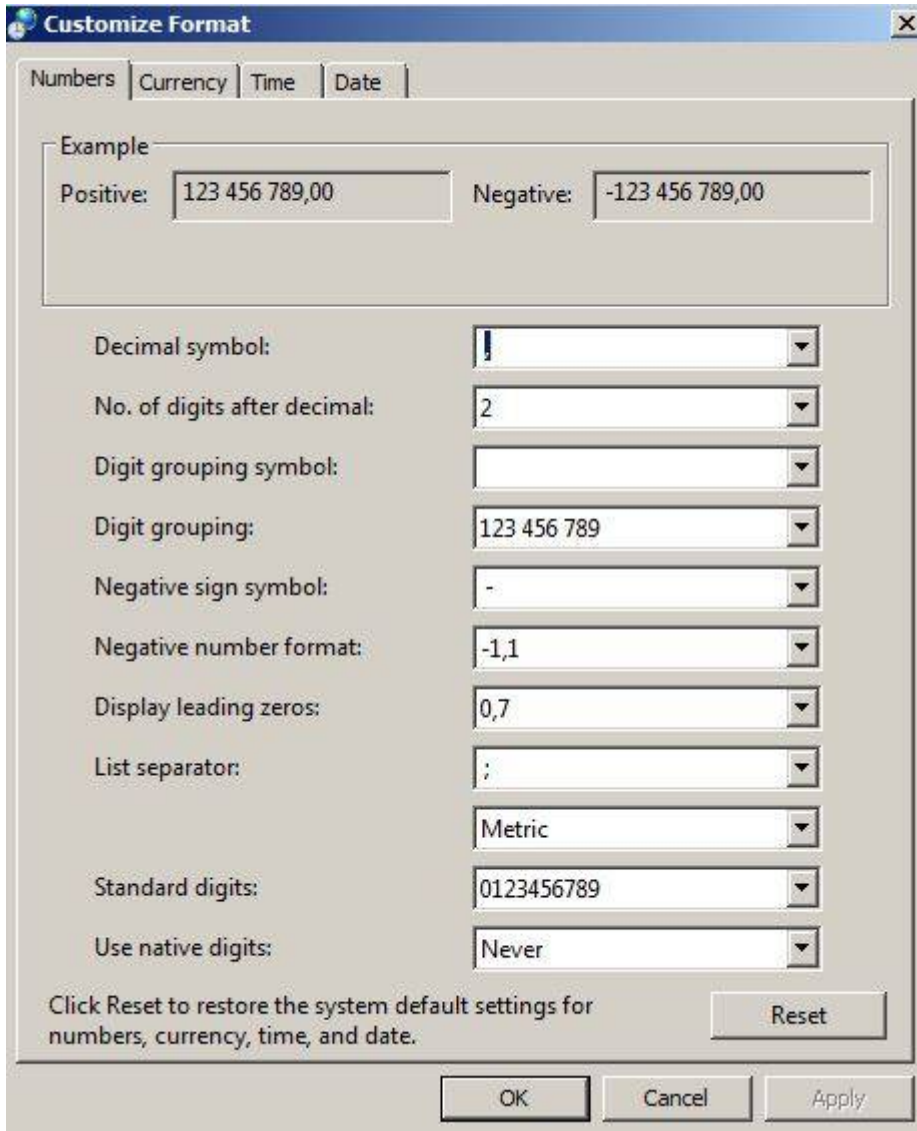 Customize Format
Numbers Currency Time Date
Example
Positive: 123 456 789,00 Negative: -123 456 789,00
Decimal symbol: ,
No. of digits after decimal: 2
Digit grouping symbol:
Digit grouping: 123 456 789
Negative sign symbol: -
Negative number format: -1,1
Display leading zeros: 0,7
List separator: ;
Metric
Standard digits: 0123456789
Use native digits: Never
Click Reset to restore the system default settings for
numbers, currency, time, and date.
Reset
OK Cancel Apply